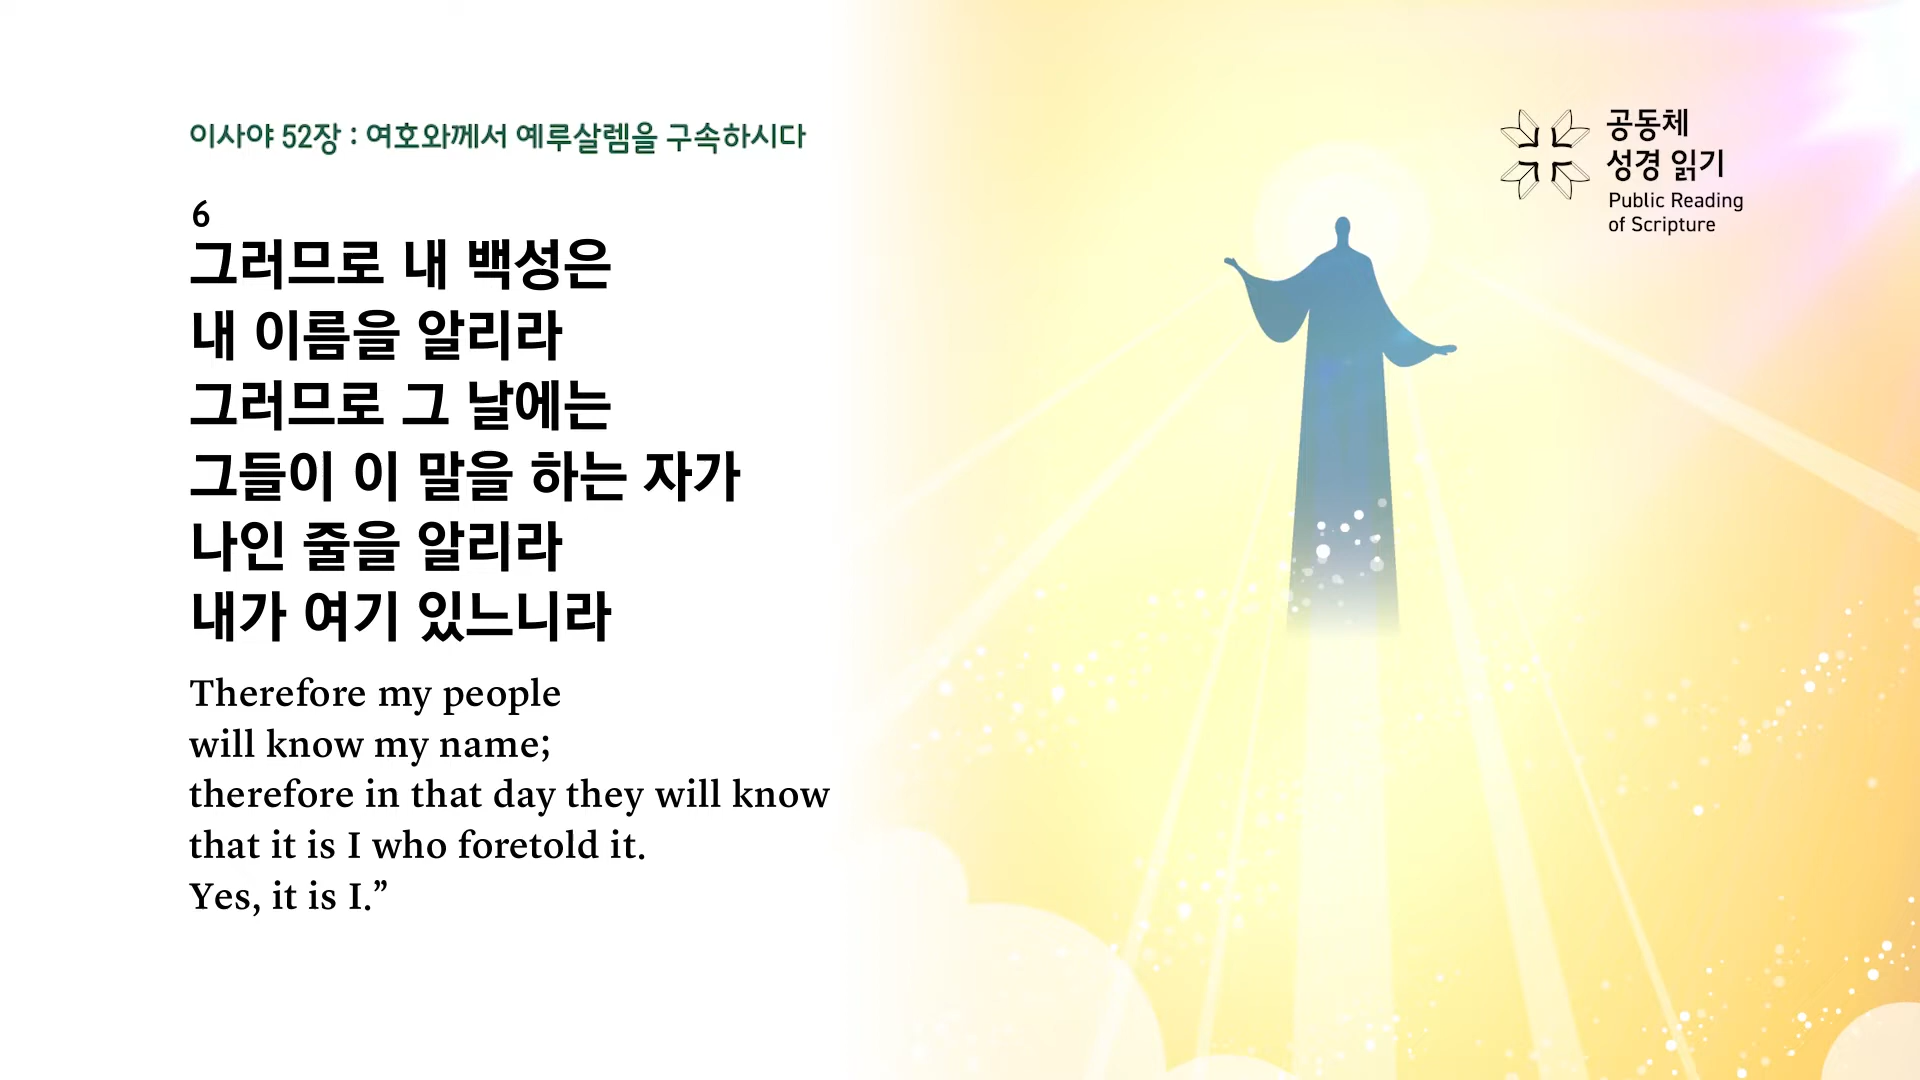 이사야 52장 : 여호와께서 예루살렘을 구속하시다
6
그러므로 내 백성은
내 이름을 알리라
그러므로 그 날에는
그들이 이 말을 하는 자가
나인 줄을 알리라
내가 여기 있느니라
Therefore my people
will know my name;
therefore in that day they will know
that it is I who foretold it.
Yes, it is I.”
공동체
성경 읽기
Public Reading
of Scripture